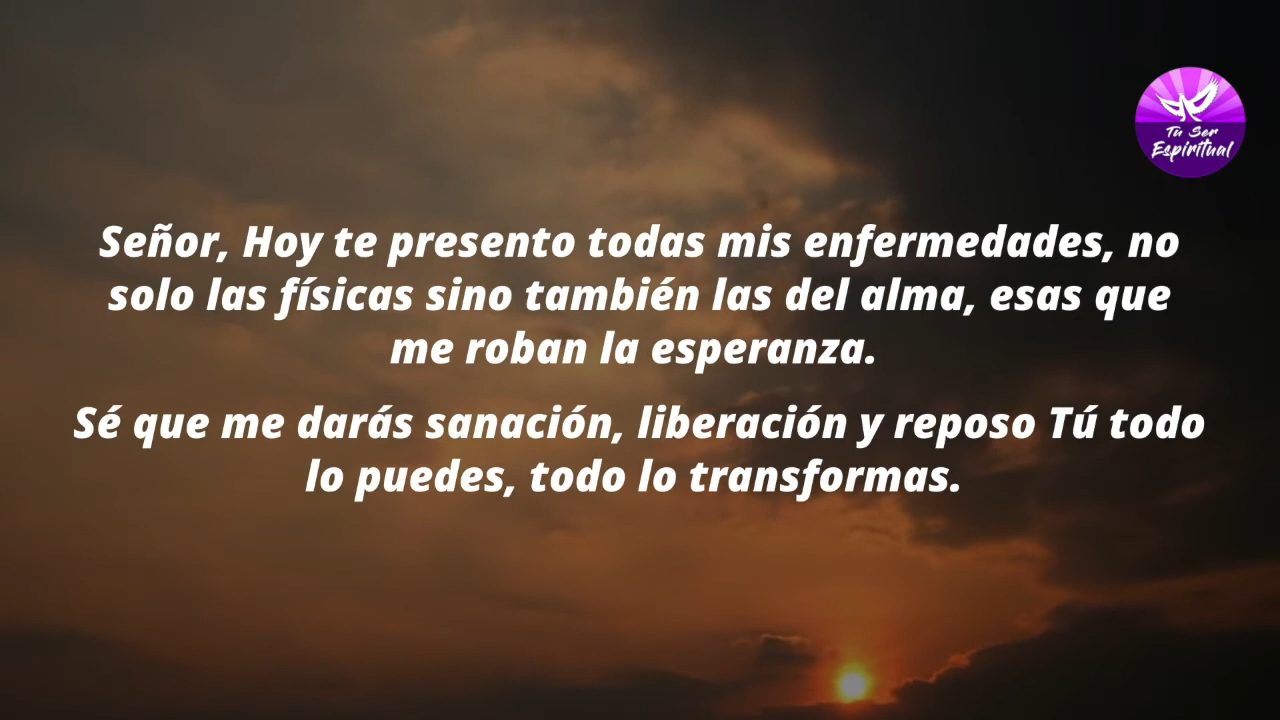 Tu Ser
Espiritual
Señor, Hoy te presento todas mis enfermedades, no
solo las físicas sino también las del alma, esas que
me roban la esperanza.
Sé que me darás sanación, liberación y reposo Tú todo
lo puedes, todo lo transformas.